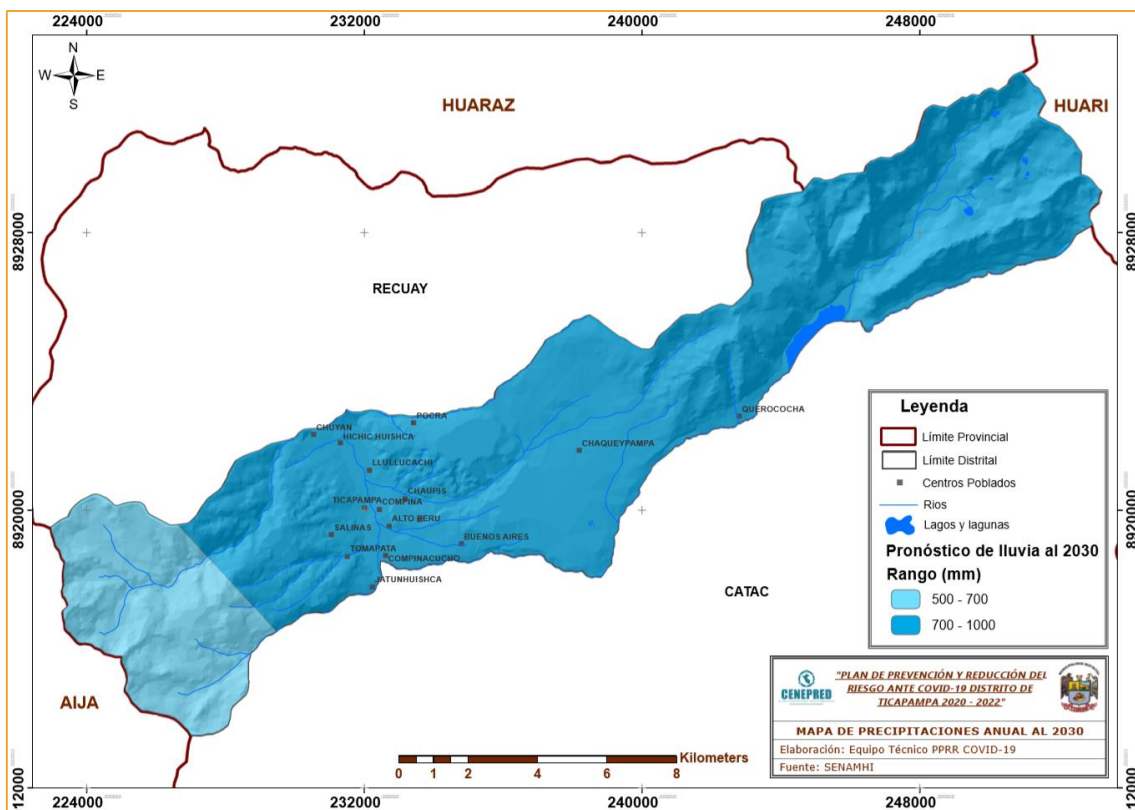 224000 232000 240000 248000
N
W E
S
HUARAZ
HUARI
8928000 8928000
RECUAY
POCRA
CHUYAN
HICHIC HUISHCA
QUEROCOCHA
CHAQUEYPAMPA
LLULLUCACHI
CHAUPIS
TICAPAMPA COMPINA
ALTO PERU
8920000 8920000
SALINAS
BUENOS AIRES
TOMAPATA
COMPINACUCHO
JATUNHUISHCA
CATAC
AIJA
Leyenda
Límite Provincial
Límite Distrital
Centros Poblados
Rios
Lagos y lagunas
Pronóstico de lluvia al 2030
Rango (mm)
500 - 700
700 - 1000
CENEPRED
"PLAN DE PREVENCIÓN Y REDUCCIÓN DEL
RIESGO ANTE COVID-19 DISTRITO DE
TICAPAMPA 2020 - 2022"
MAPA DE PRECIPITACIONES ANUAL AL 2030
Elaboración: Equipo Técnico PPRR COVID-19
Fuente: SENAMHI
Kilometers
0 1 2 4 6 8
12000 12000
224000 232000 240000 248000